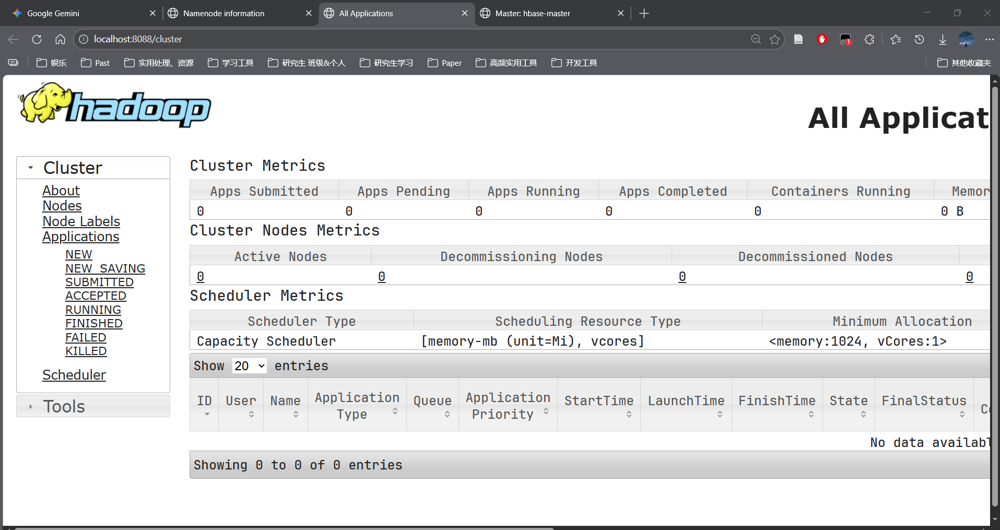 Google Gemini
Namenode information
All Applications
Master: hbase-master
localhost:8088/cluster
1
娱乐
Past
实用处理、资源
学习工具
研究生 班级&个人
研究生学习
Paper
高频实用工具
开发工具
其他收藏夹
hadoop
All Applicat
Cluster
About
Nodes
Node Labels
Applications
NEW
NEW_SAVING
SUBMITTED
ACCEPTED
RUNNING
FINISHED
FAILED
KILLED
Scheduler
Tools
Cluster Metrics
Apps Submitted Apps Pending Apps Running Apps Completed Containers Running Memor
0 0 0 0 0 0 B
Cluster Nodes Metrics
Active Nodes Decommissioning Nodes Decommissioned Nodes
0 0 0 0
Scheduler Metrics
Scheduler Type Scheduling Resource Type Minimum Allocation
Capacity Scheduler [memory-mb (unit=Mi), vcores] <memory:1024, vCores:1>
Show 20 entries
ID User Name Application Type Queue Application Priority StartTime LaunchTime FinishTime State FinalStatus
No data availabl
Showing 0 to 0 of 0 entries